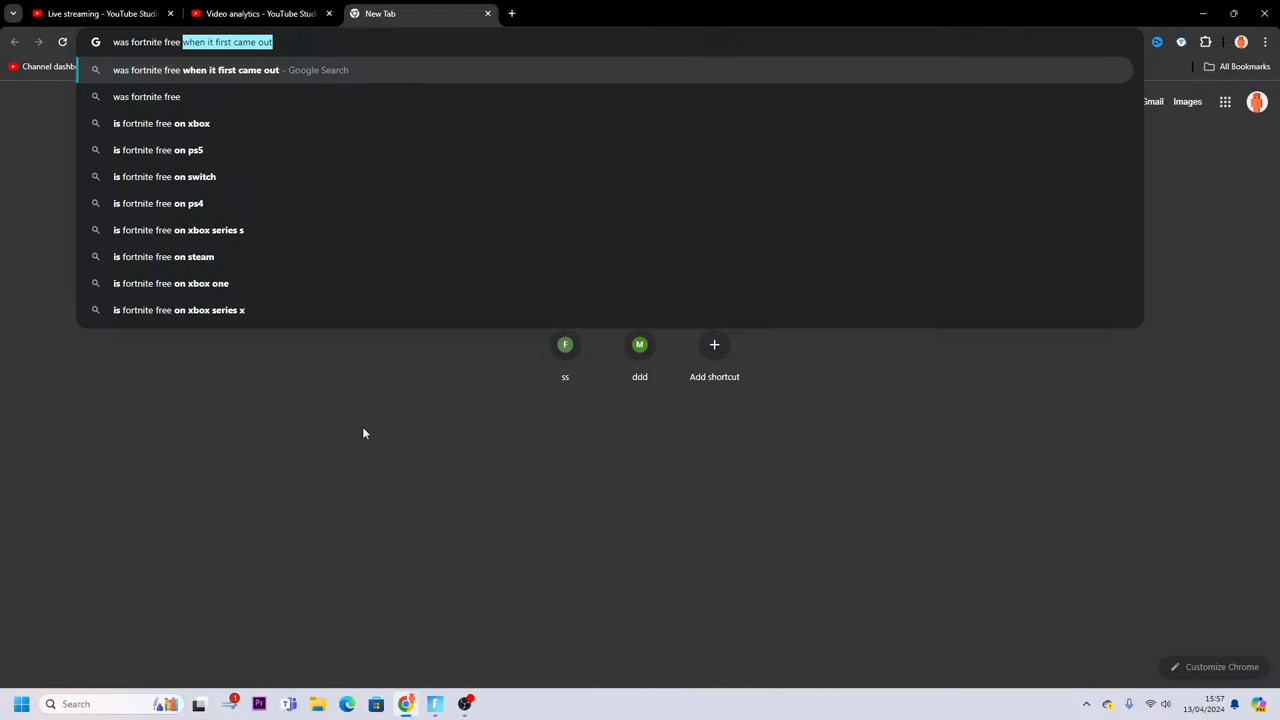 Live streaming - YouTube Studi
Video analytics - YouTube Studi
New Tab
was fortnite free when it first came out
Channel dashb
All Bookmarks
was fortnite free when it first came out - Google Search
was fortnite free
is fortnite free on xbox
is fortnite free on ps5
is fortnite free on switch
is fortnite free on ps4
is fortnite free on xbox series s
is fortnite free on steam
is fortnite free on xbox one
is fortnite free on xbox series x
Gmail
Images
F
M
ss
ddd
Add shortcut
Customize Chrome
Search
1
Pr
15:57
13/04/2024